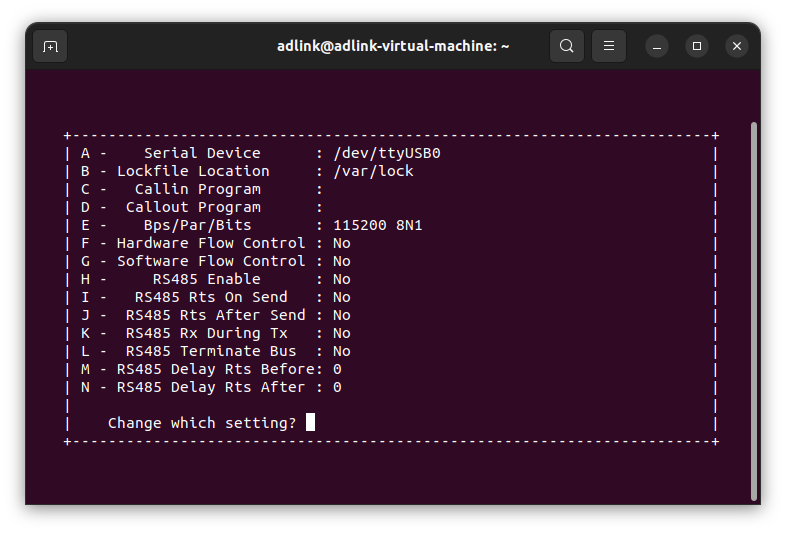 adlink@adlink-virtual-machine: ~
+-----------------------------------------------------------------------+
| A -    Serial Device      : /dev/ttyUSB0                              |
| B - Lockfile Location     : /var/lock                                 |
| C -   Callin Program      :                                           |
| D -  Callout Program      :                                           |
| E -    Bps/Par/Bits       : 115200 8N1                                |
| F - Hardware Flow Control : No                                        |
| G - Software Flow Control : No                                        |
| H -     RS485 Enable      : No                                        |
| I -   RS485 Rts On Send   : No                                        |
| J -  RS485 Rts After Send : No                                        |
| K -  RS485 Rx During Tx   : No                                        |
| L -  RS485 Terminate Bus  : No                                        |
| M - RS485 Delay Rts Before: 0                                         |
| N - RS485 Delay Rts After : 0                                         |
|                                                                       |
|    Change which setting?                                              |
+-----------------------------------------------------------------------+